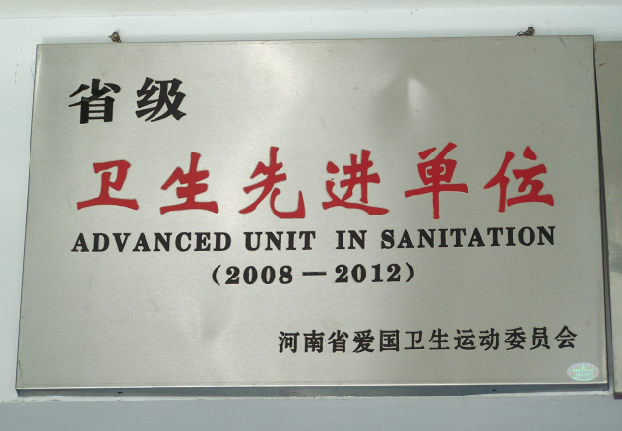 省级
卫生先进单位
ADVANCED UNIT IN SANITATION
（2008—2012）
河南省爱国卫生运动委员会